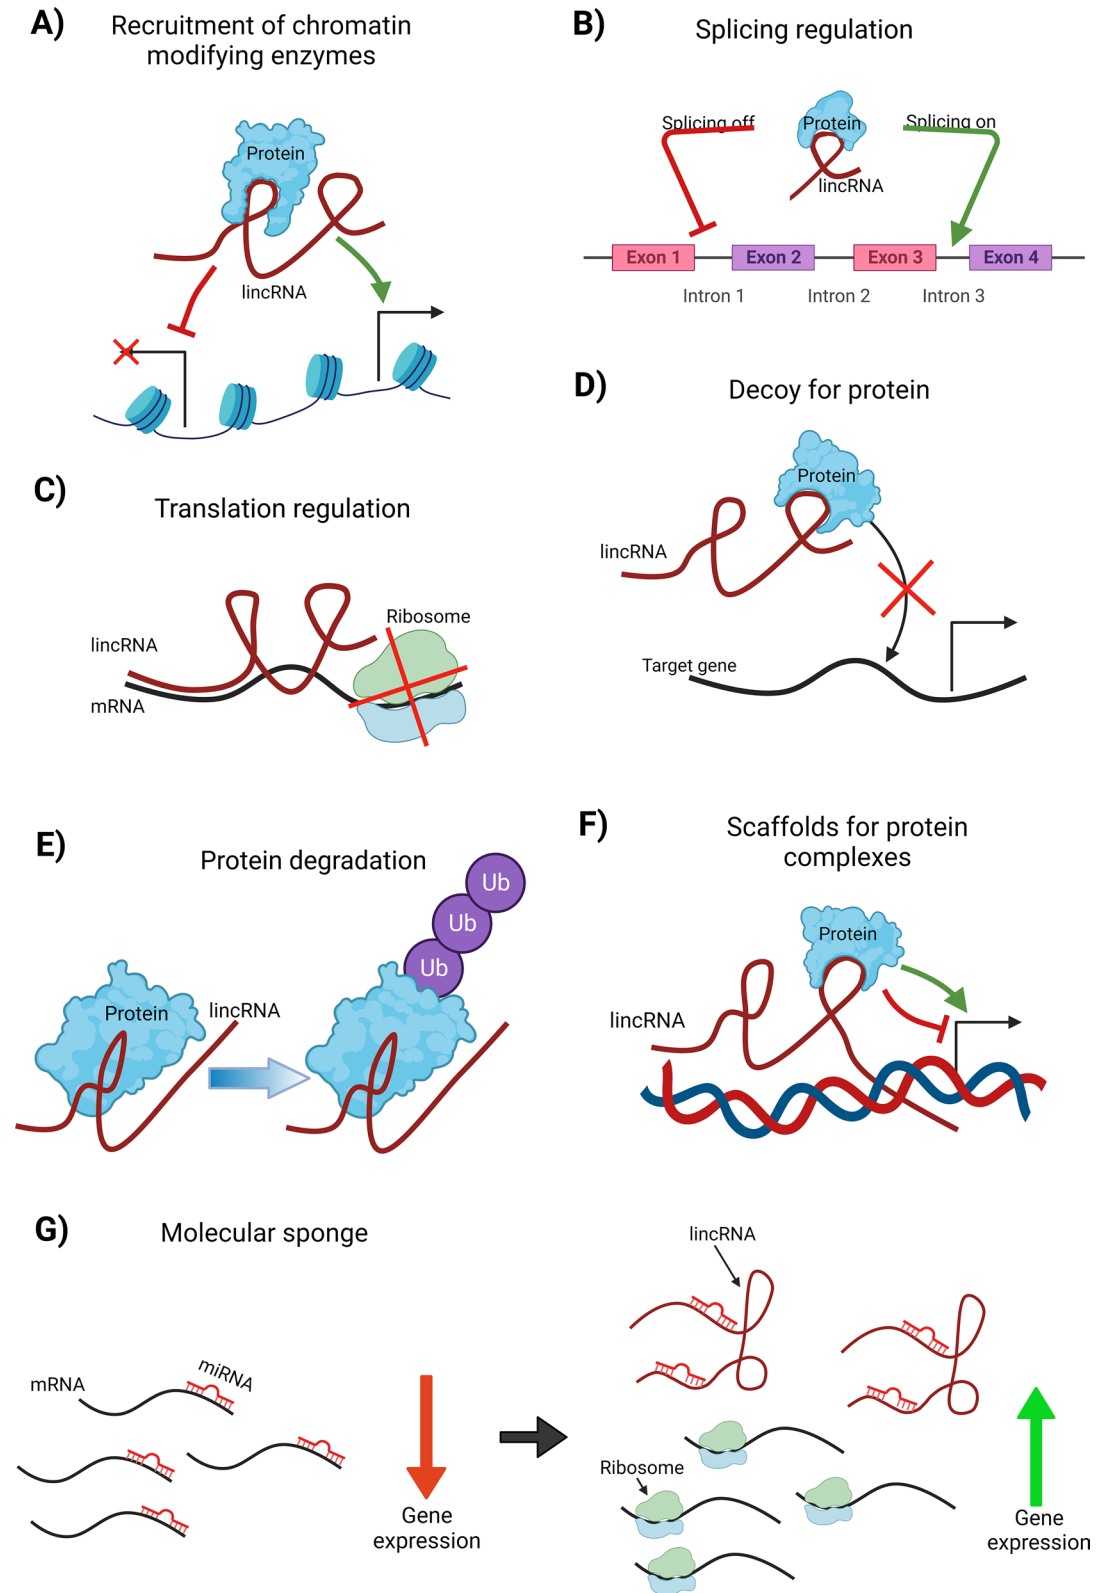 A)
Recruitment of chromatin
modifying enzymes
Protein
lincRNA
B)
Splicing regulation
Splicing off
Protein
Splicing on
lincRNA
Exon 1
Exon 2
Exon 3
Exon 4
Intron 1
Intron 2
Intron 3
C)
Translation regulation
lincRNA
mRNA
Ribosome
D)
Decoy for protein
Protein
lincRNA
Target gene
E)
Protein degradation
Ub
Ub
Ub
Protein
lincRNA
F)
Scaffolds for protein
complexes
Protein
lincRNA
G)
Molecular sponge
mRNA
miRNA
Gene
expression
lincRNA
Ribosome
Gene
expression